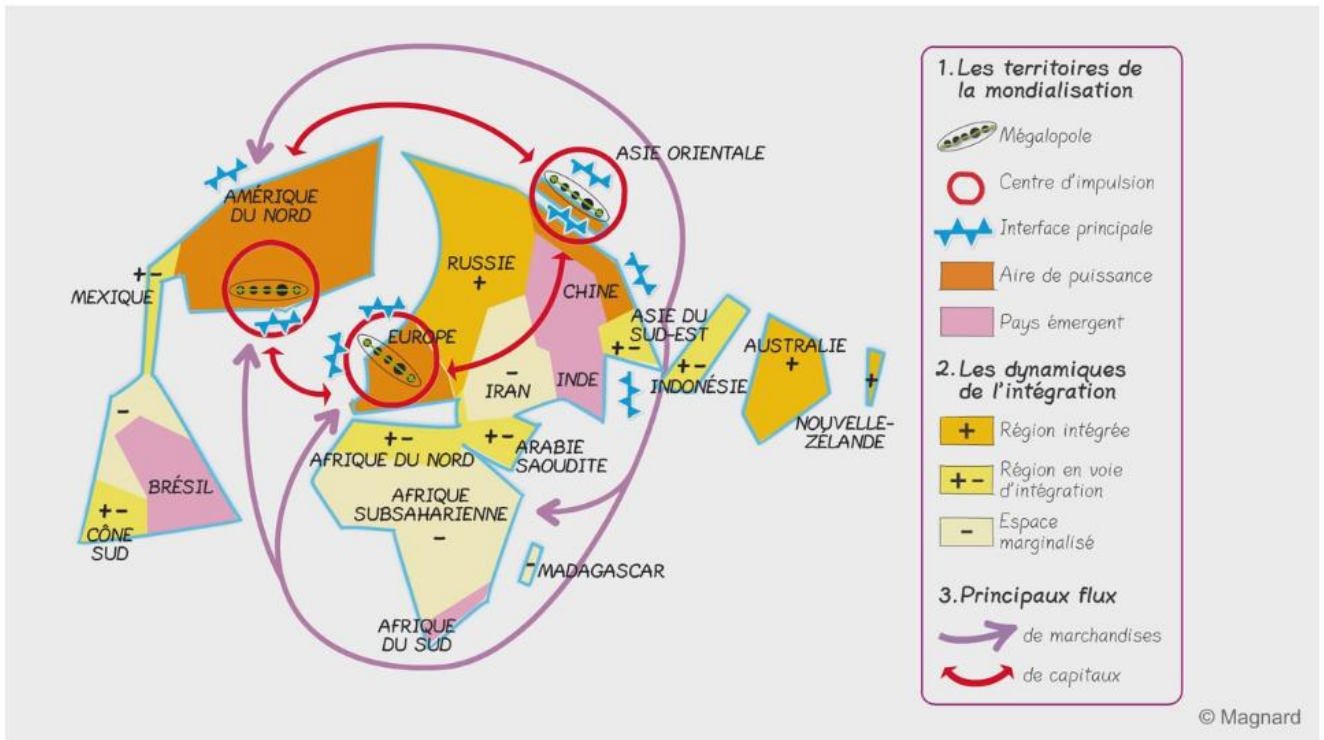 ASIE ORIENTALE
AMÉRIQUE
DU NORD
RUSSIE
+
+ -
MEXIQUE
CHINE
EUROPE
ASIE DU
SUD-EST
+ -
AUSTRALIE
+
-
IRAN
INDE
+ -
INDONÉSIE
+
NOUVELLE-
ZÉLANDE
-
+ -
AFRIQUE DU NORD
+ -
ARABIE
SAOUDITE
BRÉSIL
AFRIQUE
SUBSAHARIENNE
-
+ -
CÔNE
SUD
-
MADAGASCAR
AFRIQUE
DU SUD
1. Les territoires de
la mondialisation
Mégalopole
Centre d'impulsion
Interface principale
Aire de puissance
Pays émergent
2. Les dynamiques
de l'intégration
+ Région intégrée
+ - Région en voie
d'intégration
- Espace
marginalisé
3. Principaux flux
de marchandises
de capitaux
© Magnard